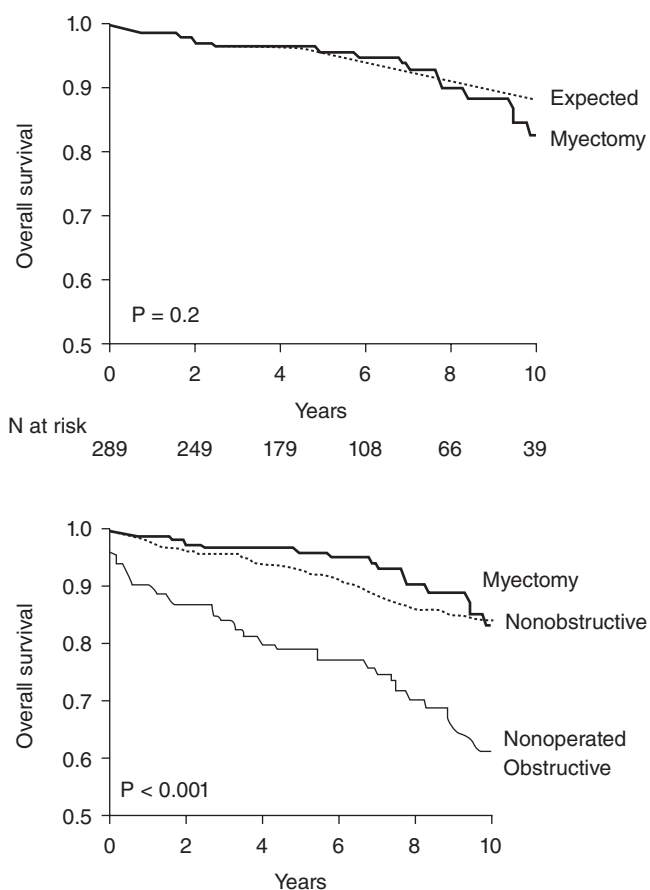 Overall survival
1.0
0.9
0.8
0.7
0.6
0.5
Expected
Myectomy
P = 0.2
0 2 4 6 8 10
Years
N at risk
289 249 179 108 66 39
Overall survival
1.0
0.9
0.8
0.7
0.6
0.5
Myectomy
Nonobstructive
Nonoperated
Obstructive
P < 0.001
0 2 4 6 8 10
Years